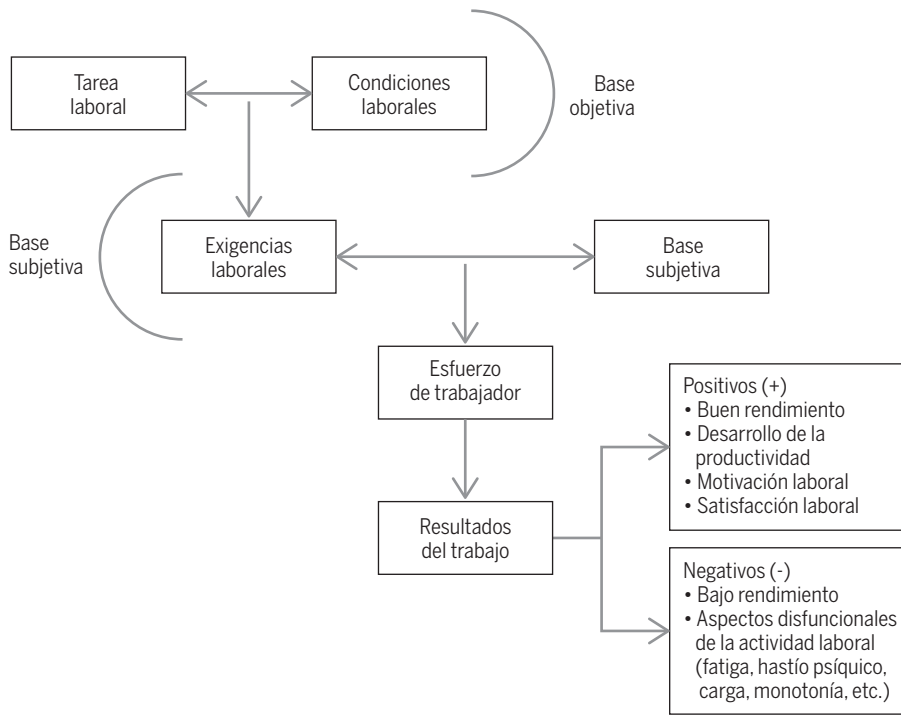 Tarea
laboral
Condiciones
laborales
Base
objetiva
Base
subjetiva
Exigencias
laborales
Base
subjetiva
Esfuerzo
de trabajador
Resultados
del trabajo
Positivos (+)
• Buen rendimiento
• Desarrollo de la
productividad
• Motivación laboral
• Satisfacción laboral
Negativos (-)
• Bajo rendimiento
• Aspectos disfuncionales
de la actividad laboral
(fatiga, hastío psíquico,
carga, monotonía, etc.)